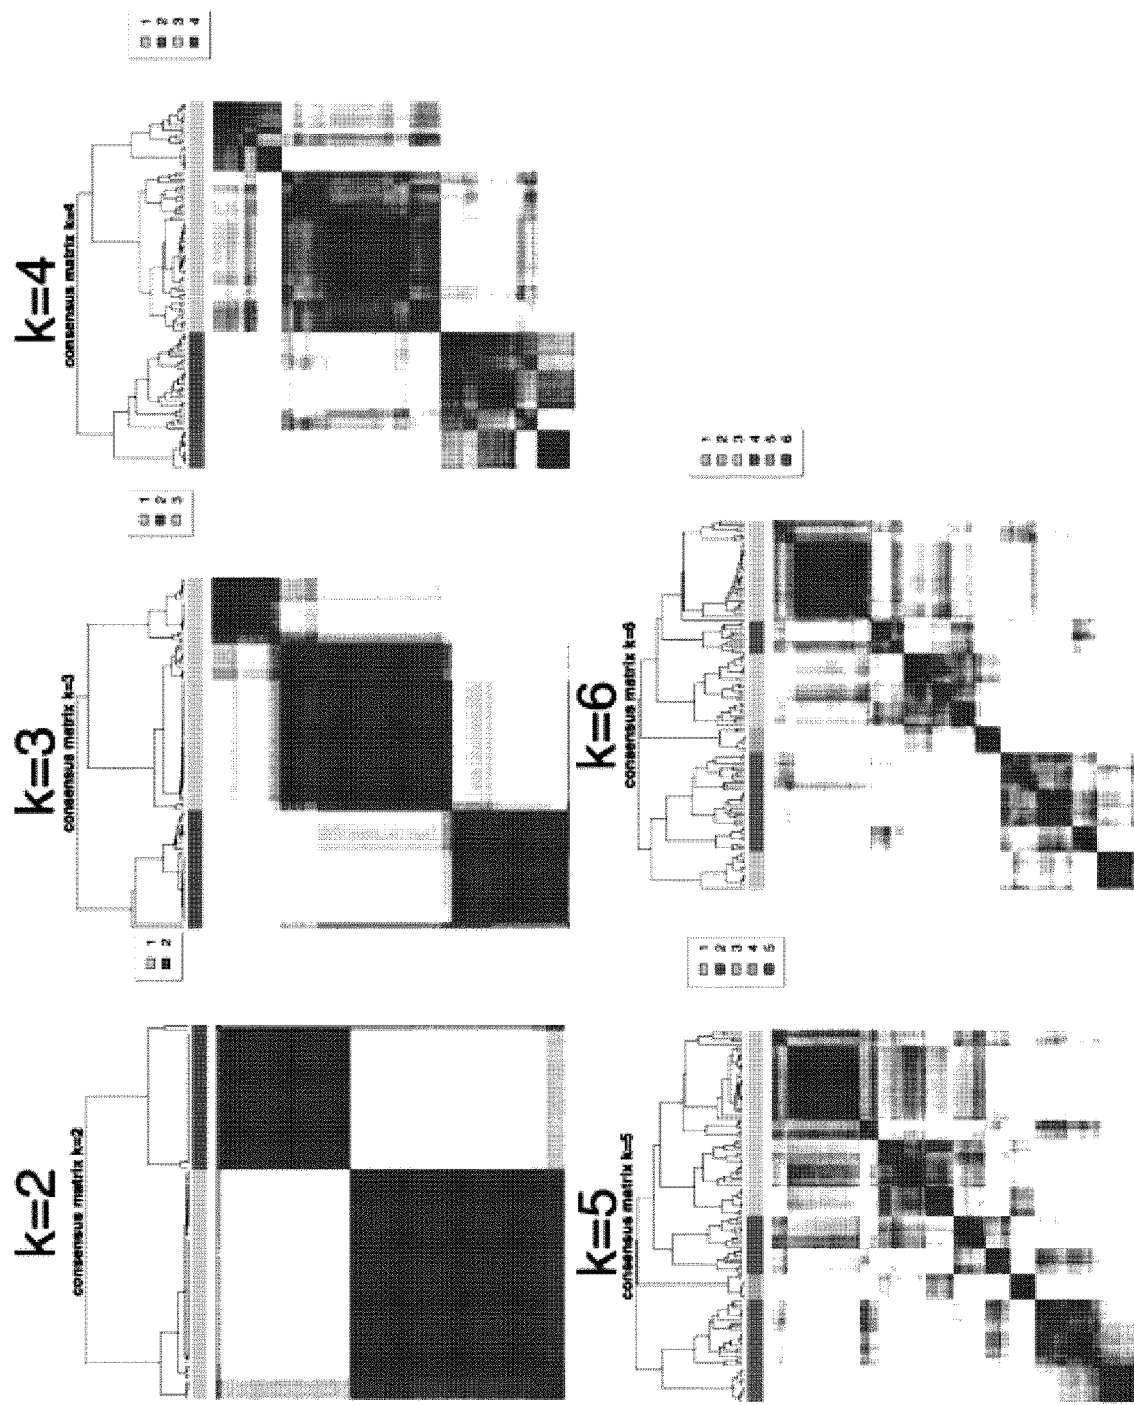 k=2
consensus matrix k=2
1
2
k=3
consensus matrix k=3
1
2
3
k=4
consensus matrix k=4
1
2
3
4
k=5
consensus matrix k=5
1
2
3
4
5
k=6
consensus matrix k=6
1
2
3
4
5
6